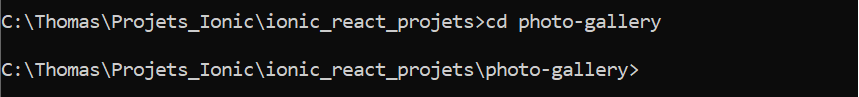 C:\Thomas\Projets_Ionic\ionic_react_projets>cd photo-gallery
C:\Thomas\Projets_Ionic\ionic_react_projets\photo-gallery>